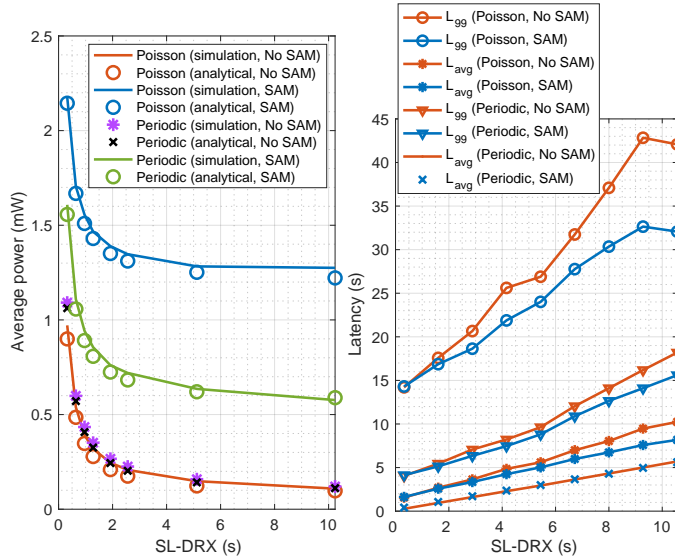 2.5
2
1.5
1
0.5
0
0
2
4
6
8
10
SL-DRX (s)
Average power (mW)
Poisson (simulation, No SAM)
Poisson (analytical, No SAM)
Poisson (simulation, SAM)
Poisson (analytical, SAM)
Periodic (simulation, No SAM)
Periodic (analytical, No SAM)
Periodic (simulation, SAM)
Periodic (analytical, SAM)
L99 (Poisson, No SAM)
L99 (Poisson, SAM)
Lavg (Poisson, No SAM)
Lavg (Poisson, SAM)
L99 (Periodic, No SAM)
L99 (Periodic, SAM)
Lavg (Periodic, No SAM)
Lavg (Periodic, SAM)
45
40
35
30
25
20
15
10
5
0
0
2
4
6
8
10
SL-DRX (s)
Latency (s)